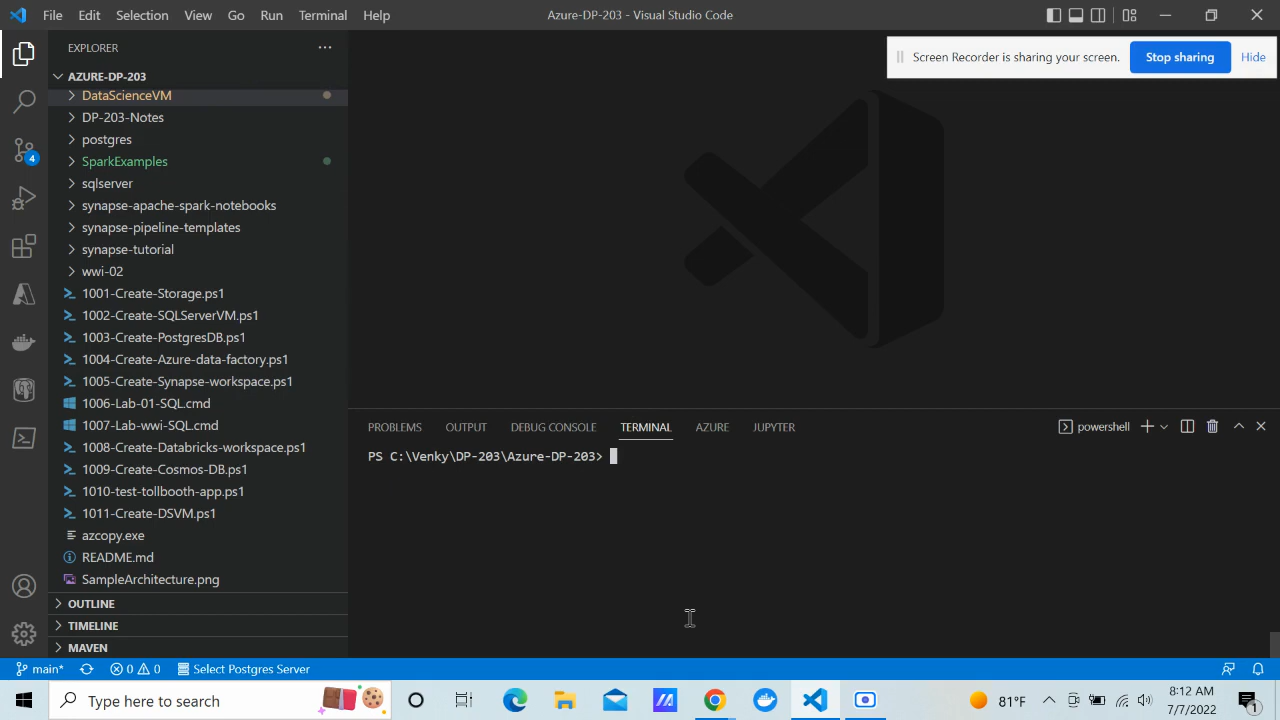 File Edit Selection View Go Run Terminal Help
Azure-DP-203 - Visual Studio Code
EXPLORER
Screen Recorder is sharing your screen. Stop sharing Hide
AZURE-DP-203
DataScienceVM
DP-203-Notes
postgres
SparkExamples
sqlserver
synapse-apache-spark-notebooks
synapse-pipeline-templates
synapse-tutorial
wwi-02
1001-Create-Storage.ps1
1002-Create-SQLServerVM.ps1
1003-Create-PostgresDB.ps1
1004-Create-Azure-data-factory.ps1
1005-Create-Synapse-workspace.ps1
1006-Lab-01-SQL.cmd
1007-Lab-wwi-SQL.cmd
1008-Create-Databricks-workspace.ps1
1009-Create-Cosmos-DB.ps1
1010-test-tollbooth-app.ps1
1011-Create-DSVM.ps1
azcopy.exe
README.md
SampleArchitecture.png
OUTLINE
TIMELINE
MAVEN
4
PROBLEMS OUTPUT DEBUG CONSOLE TERMINAL AZURE JUPYTER
powershell
PS C:\Venky\DP-203\Azure-DP-203>
main* 0 0 Select Postgres Server
Type here to search
81°F
8:12 AM
7/7/2022
1